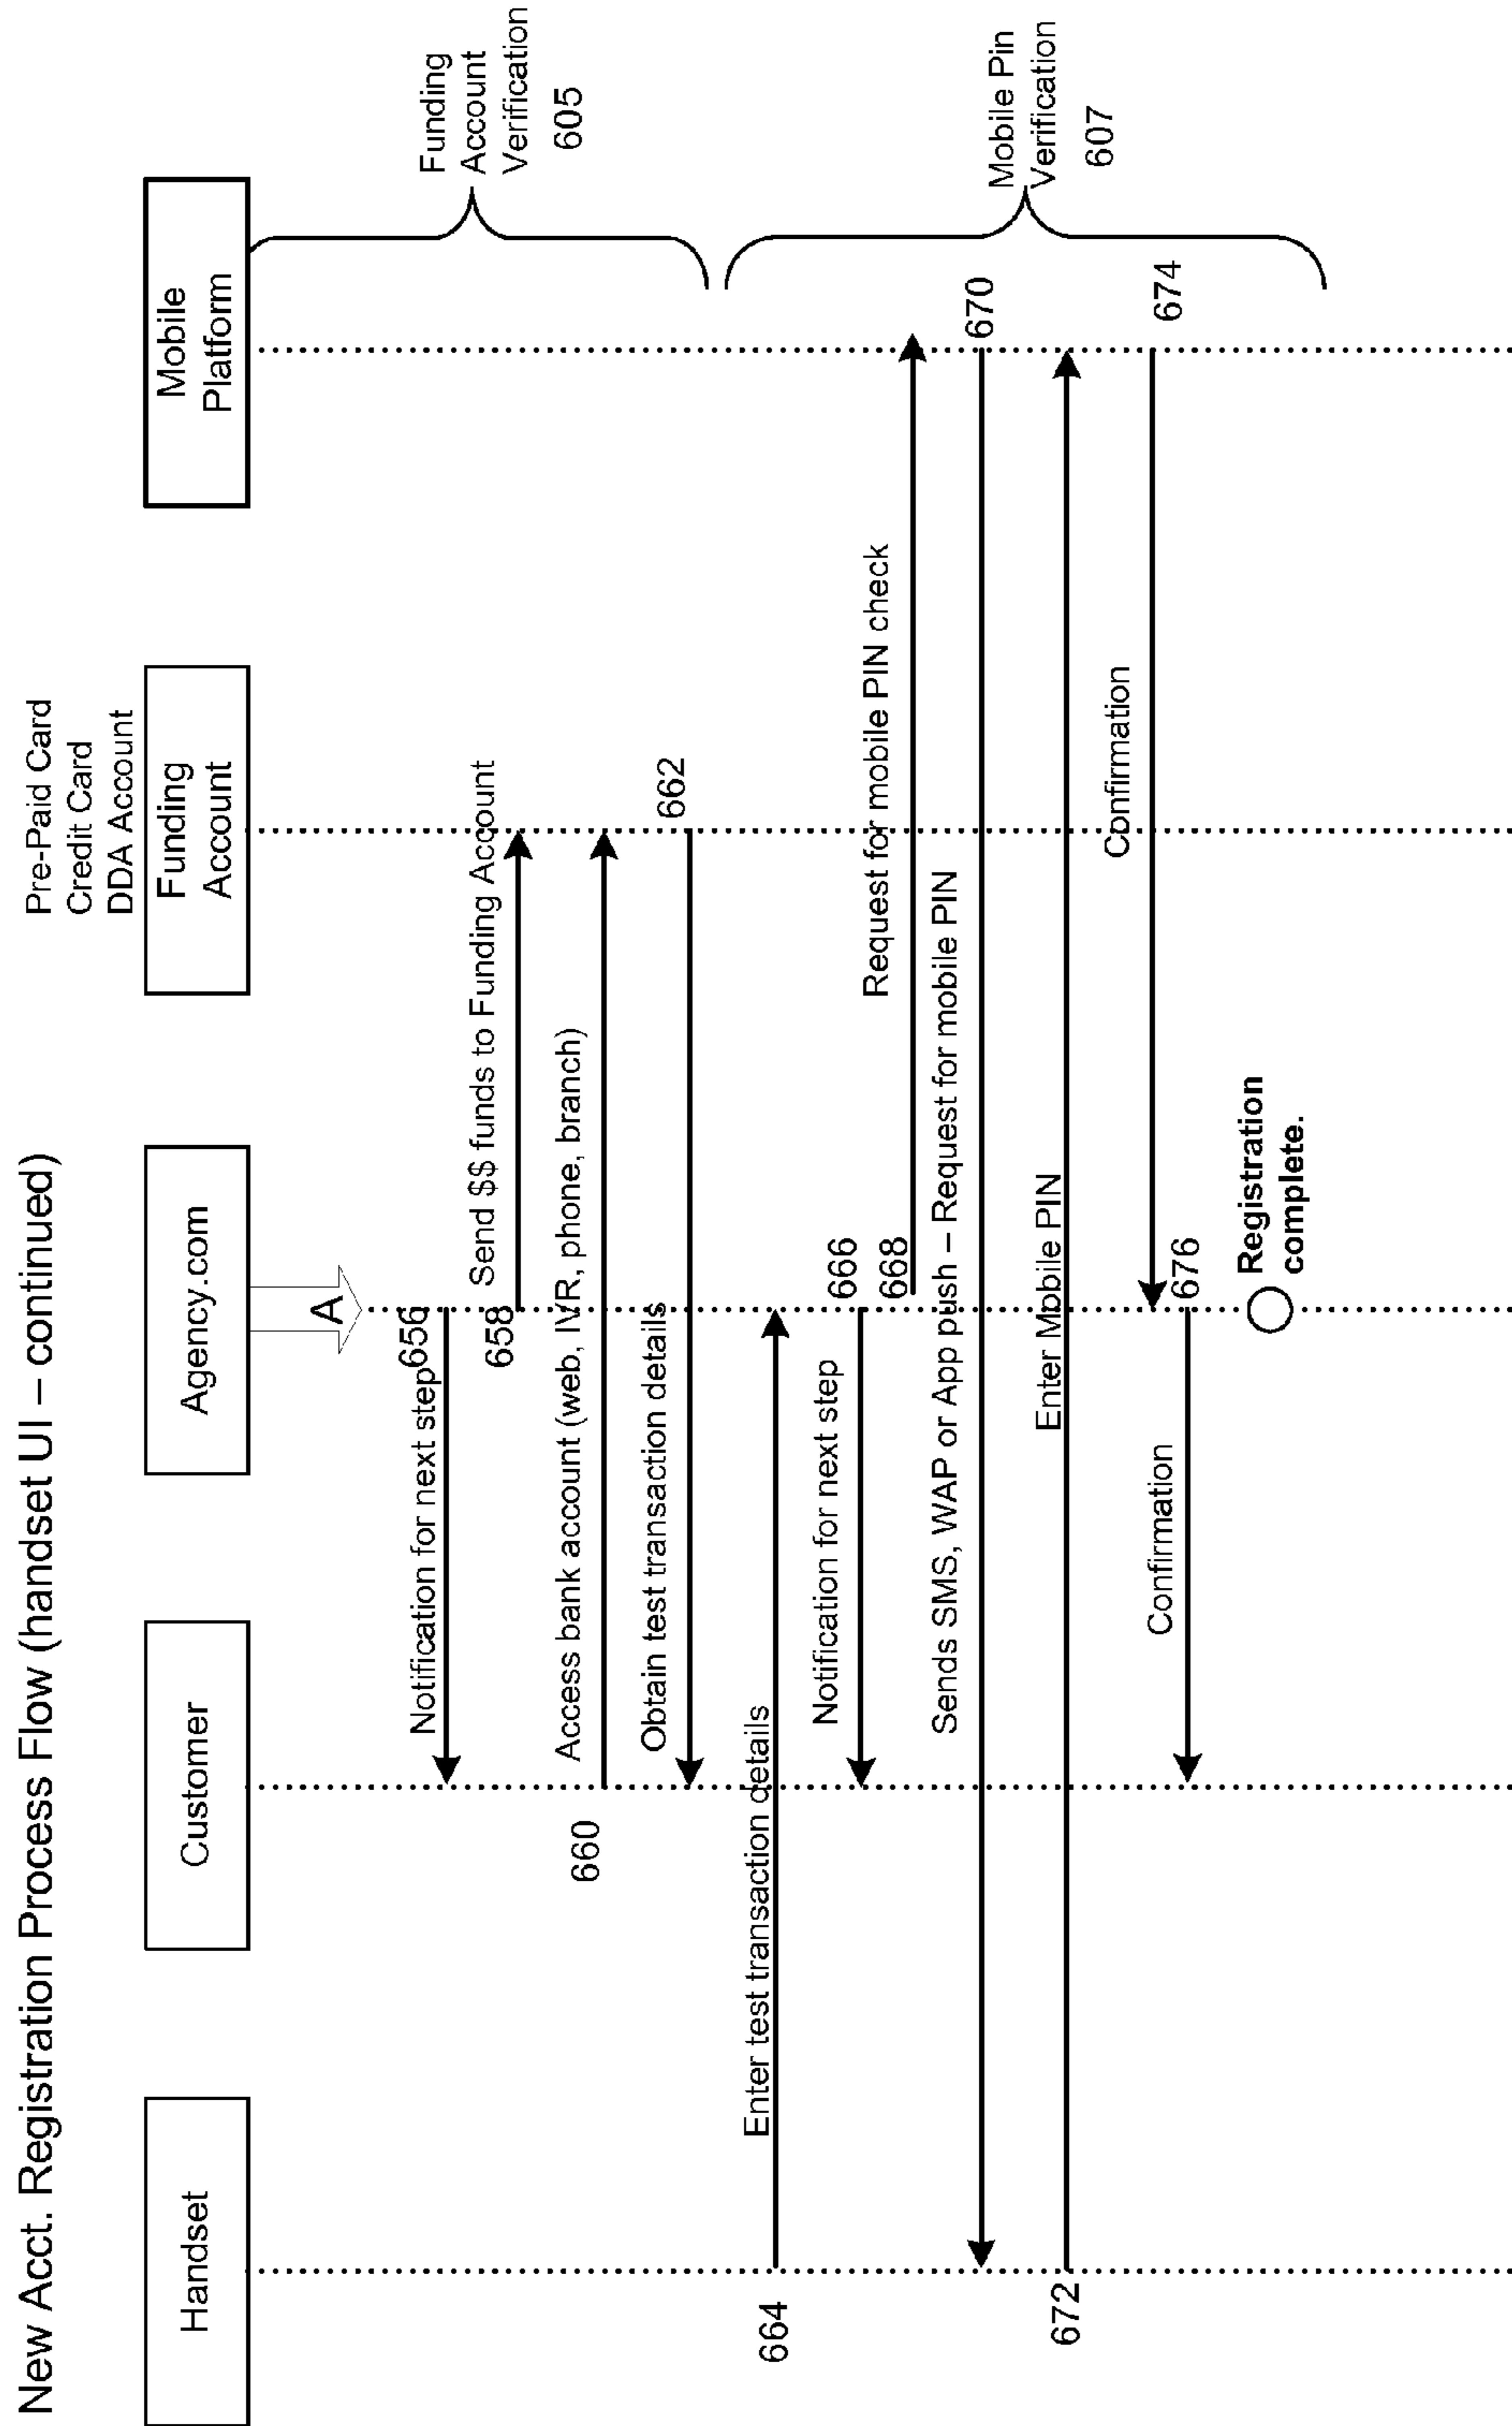 New Acct. Registration Process Flow (handset UI – continued)
Pre-Paid Card
Credit Card
DDA Account
Handset
Customer
Agency.com
Funding
Account
Mobile
Platform
A
656
Notification for next step
658
Send $$ funds to Funding Account
Funding
Account
Verification
605
660
Access bank account (web, IVR, phone, branch)
Obtain test transaction details
662
664
Enter test transaction details
Notification for next step
666
668
Request for mobile PIN check
Sends SMS, WAP or App push – Request for mobile PIN
670
Mobile Pin
Verification
607
672
Enter Mobile PIN
Confirmation
674
Confirmation
676
Registration
complete.